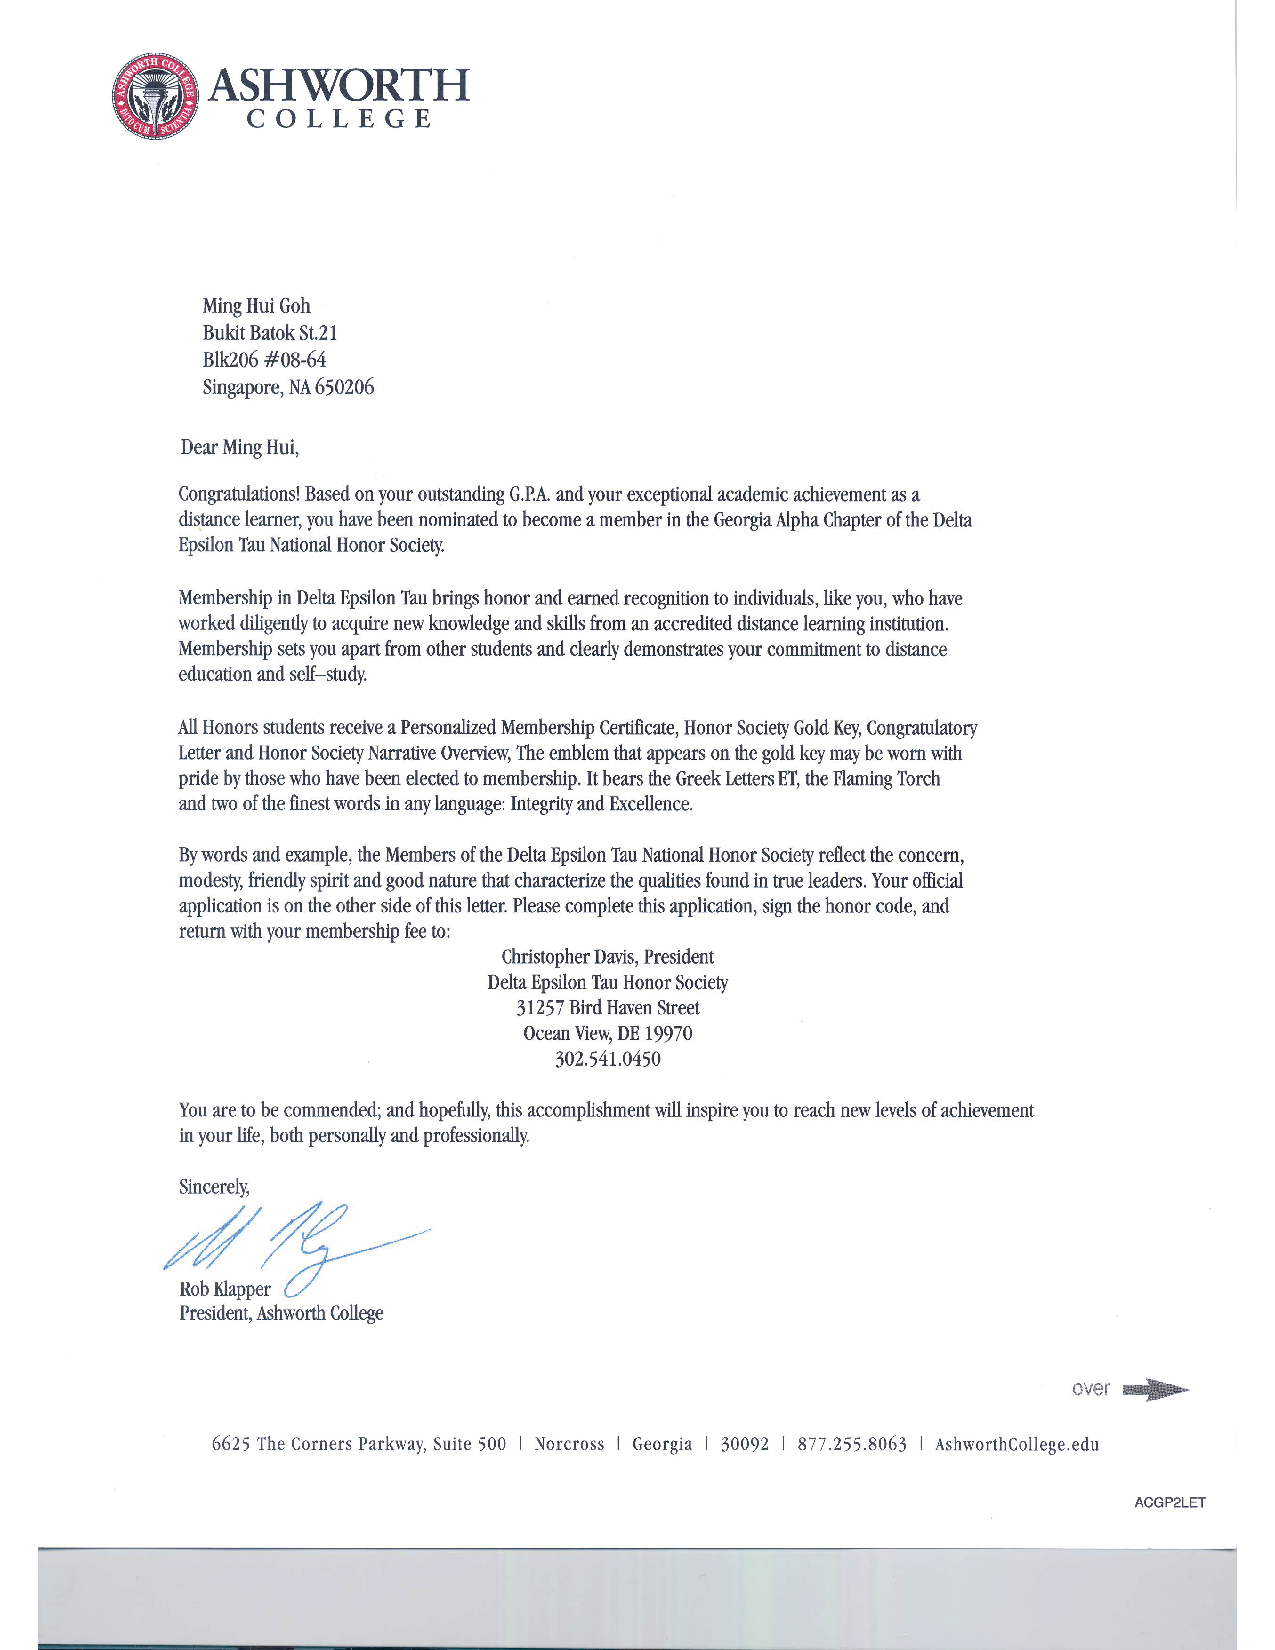 ASHWORTH COLLEGE DISCUM SCIENTIA
ASHWORTH
COLLEGE
Ming Hui Goh
Bukit Batok St.21
Blk206 #08-64
Singapore, NA 650206
Dear Ming Hui,
Congratulations! Based on your outstanding G.P.A. and your exceptional academic achievement as a
distance learner, you have been nominated to become a member in the Georgia Alpha Chapter of the Delta
Epsilon Tau National Honor Society.
Membership in Delta Epsilon Tau brings honor and earned recognition to individuals, like you, who have
worked diligently to acquire new knowledge and skills from an accredited distance learning institution.
Membership sets you apart from other students and clearly demonstrates your commitment to distance
education and self–study.
All Honors students receive a Personalized Membership Certificate, Honor Society Gold Key, Congratulatory
Letter and Honor Society Narrative Overview, The emblem that appears on the gold key may be worn with
pride by those who have been elected to membership. It bears the Greek Letters ET, the Flaming Torch
and two of the finest words in any language: Integrity and Excellence.
By words and example, the Members of the Delta Epsilon Tau National Honor Society reflect the concern,
modesty, friendly spirit and good nature that characterize the qualities found in true leaders. Your official
application is on the other side of this letter. Please complete this application, sign the honor code, and
return with your membership fee to:
Christopher Davis, President
Delta Epsilon Tau Honor Society
31257 Bird Haven Street
Ocean View, DE 19970
302.541.0450
You are to be commended; and hopefully, this accomplishment will inspire you to reach new levels of achievement
in your life, both personally and professionally.
Sincerely,
Rob Klapper
President, Ashworth College
over
6625 The Corners Parkway, Suite 500 | Norcross | Georgia | 30092 | 877.255.8063 | AshworthCollege.edu
ACGP2LET